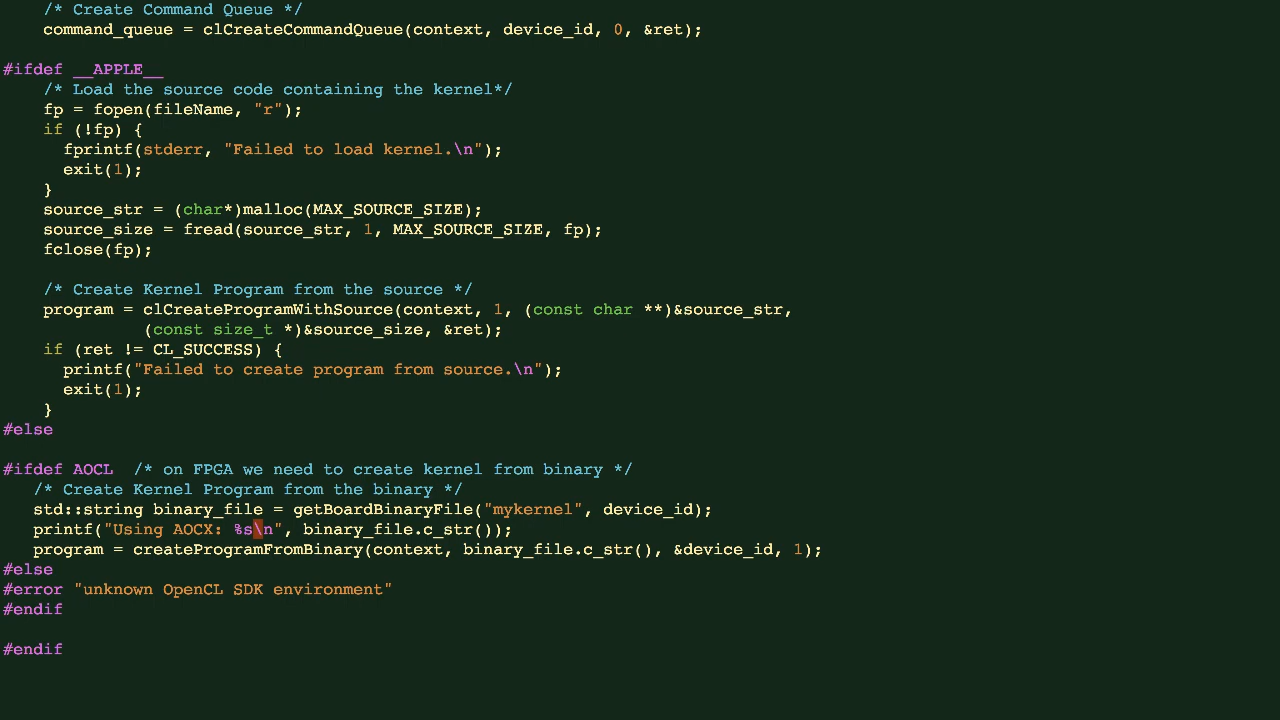 /* Create Command Queue */
command_queue = clCreateCommandQueue(context, device_id, 0, &ret);
#ifdef __APPLE__
/* Load the source code containing the kernel*/
fp = fopen(fileName, "r");
if (!fp) {
fprintf(stderr, "Failed to load kernel.\n");
exit(1);
}
source_str = (char*)malloc(MAX_SOURCE_SIZE);
source_size = fread(source_str, 1, MAX_SOURCE_SIZE, fp);
fclose(fp);
/* Create Kernel Program from the source */
program = clCreateProgramWithSource(context, 1, (const char **)&source_str,
(const size_t *)&source_size, &ret);
if (ret != CL_SUCCESS) {
printf("Failed to create program from source.\n");
exit(1);
}
#else
#ifdef AOCL  /* on FPGA we need to create kernel from binary */
/* Create Kernel Program from the binary */
std::string binary_file = getBoardBinaryFile("mykernel", device_id);
printf("Using AOCX: %s\n", binary_file.c_str());
program = createProgramFromBinary(context, binary_file.c_str(), &device_id, 1);
#else
#error "unknown OpenCL SDK environment"
#endif
#endif